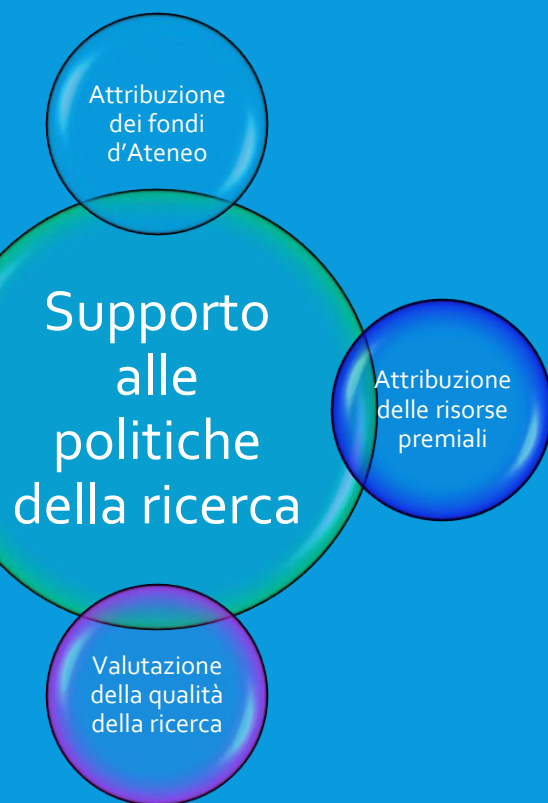 Attribuzione
dei fondi
d'Ateneo
Supporto
alle
politiche
della ricerca
Attribuzione
delle risorse
premiali
Valutazione
della qualità
della ricerca